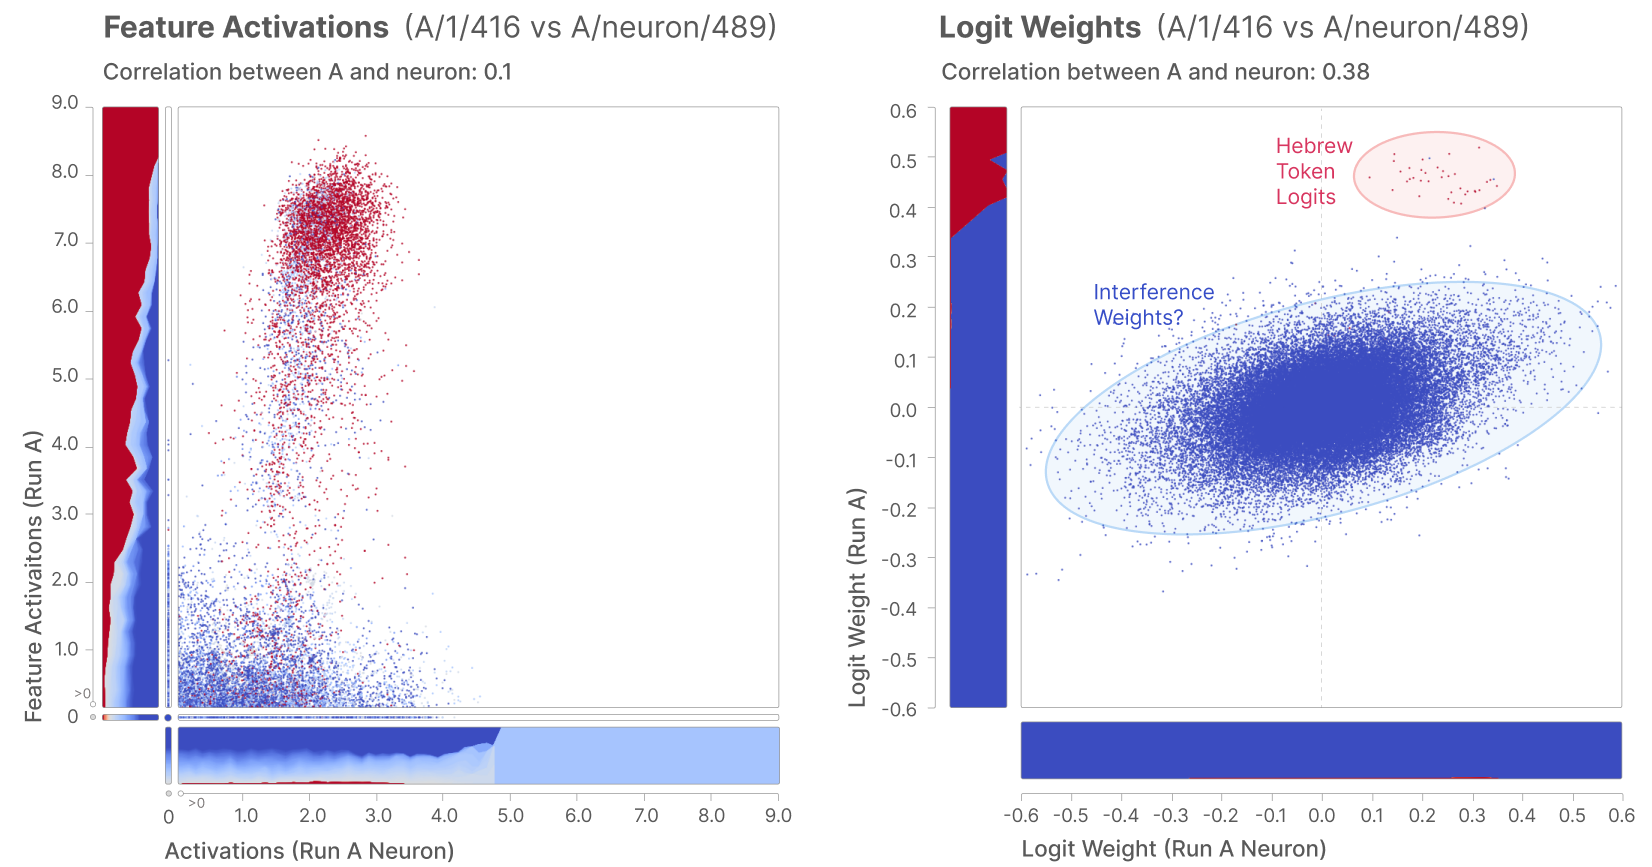 Feature Activations (A/1/416 vs A/neuron/489)
Correlation between A and neuron: 0.1
Feature Activaitons (Run A)
9.0
8.0
7.0
6.0
5.0
4.0
3.0
2.0
1.0
>0
0
0
>0
1.0 2.0 3.0 4.0 5.0 6.0 7.0 8.0 9.0
Activations (Run A Neuron)
Logit Weights (A/1/416 vs A/neuron/489)
Correlation between A and neuron: 0.38
Logit Weight (Run A)
0.6
0.5
0.4
0.3
0.2
0.1
0.0
-0.1
-0.2
-0.3
-0.4
-0.5
-0.6
Hebrew
Token
Logits
Interference
Weights?
-0.6 -0.5 -0.4 -0.3 -0.2 -0.1 0.0 0.1 0.2 0.3 0.4 0.5 0.6
Logit Weight (Run A Neuron)